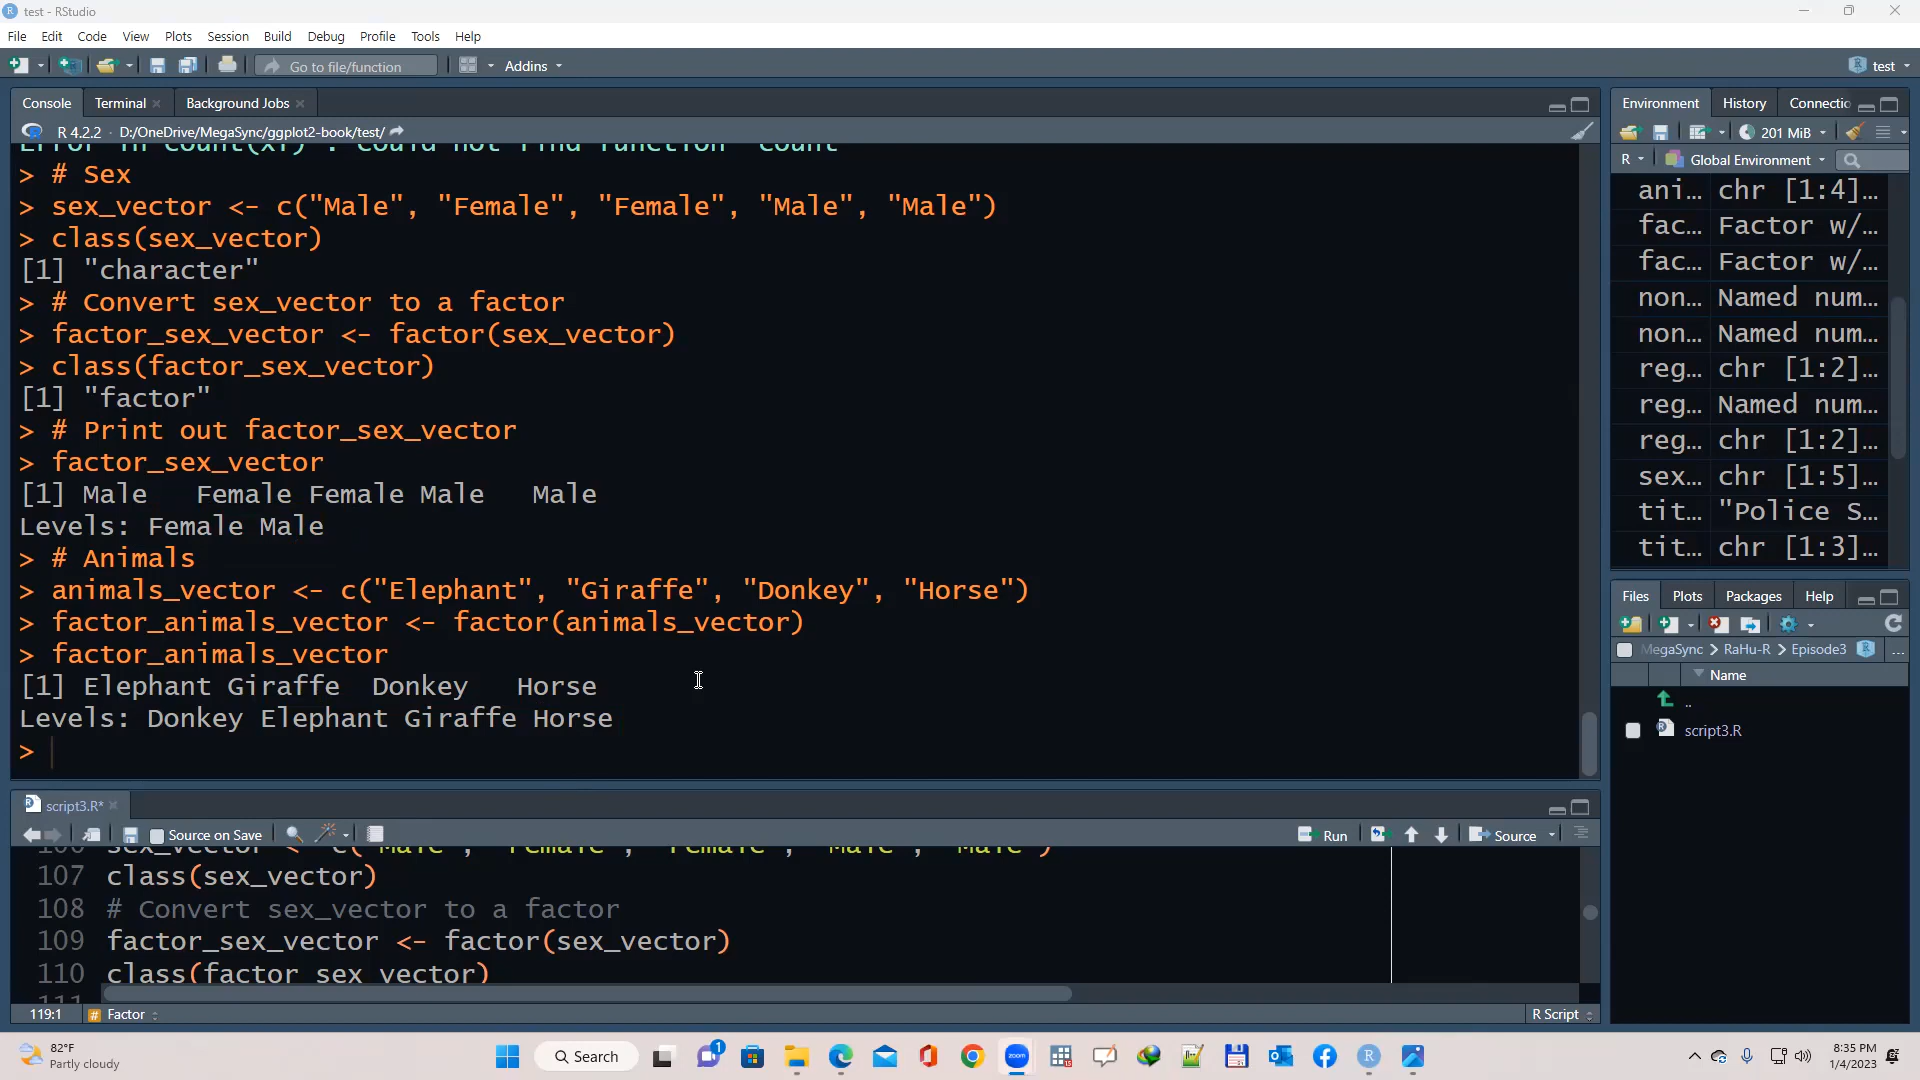 test - RStudio
File Edit Code View Plots Session Build Debug Profile Tools Help
Go to file/function Addins test
Console Terminal Background Jobs
R 4.2.2 · D:/OneDrive/MegaSync/ggplot2-book/test/
> # Sex
> sex_vector <- c("Male", "Female", "Female", "Male", "Male")
> class(sex_vector)
[1] "character"
> # Convert sex_vector to a factor
> factor_sex_vector <- factor(sex_vector)
> class(factor_sex_vector)
[1] "factor"
> # Print out factor_sex_vector
> factor_sex_vector
[1] Male Female Female Male Male
Levels: Female Male
> # Animals
> animals_vector <- c("Elephant", "Giraffe", "Donkey", "Horse")
> factor_animals_vector <- factor(animals_vector)
> factor_animals_vector
[1] Elephant Giraffe Donkey Horse
Levels: Donkey Elephant Giraffe Horse
>
script3.R*
Source on Save Run Source
107 class(sex_vector)
108 # Convert sex_vector to a factor
109 factor_sex_vector <- factor(sex_vector)
110 class(factor_sex_vector)
119:1 # Factor R Script
Environment History Connectio
201 MiB
R Global Environment
ani… chr [1:4]…
fac… Factor w/…
fac… Factor w/…
non… Named num…
non… Named num…
reg… chr [1:2]…
reg… Named num…
reg… chr [1:2]…
sex… chr [1:5]…
tit… "Police S…
tit… chr [1:3]…
Files Plots Packages Help
MegaSync > RaHu-R > Episode3 ...
Name
..
script3.R
82°F
Partly cloudy
Search
1
zoom
8:35 PM
1/4/2023